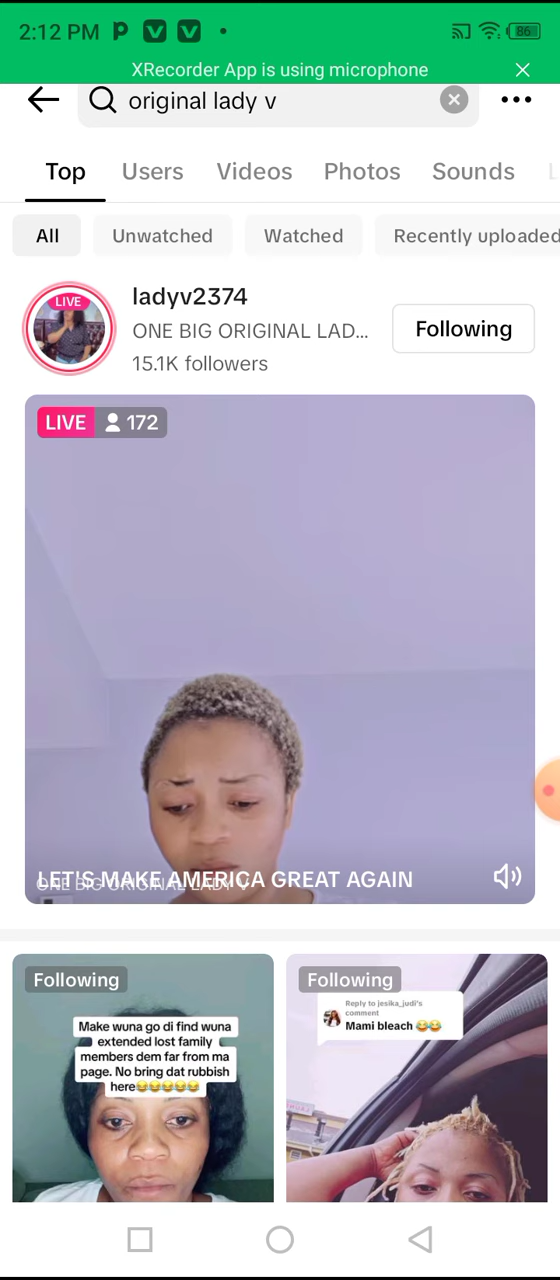 2:12 PM
86
XRecorder App is using microphone
original lady v
Top Users Videos Photos Sounds L
All Unwatched Watched Recently uploaded
LIVE
ladyv2374
ONE BIG ORIGINAL LAD...
15.1K followers
Following
LIVE 172
LET'S MAKE AMERICA GREAT AGAIN
ONE BIG ORIGINAL LADY V
Following
Make wuna go di find wuna
extended lost family
members dem far from ma
page. No bring dat rubbish
here😂😂😂😂😂
Following
Reply to jesika_judi's
comment
Mami bleach 😂😂